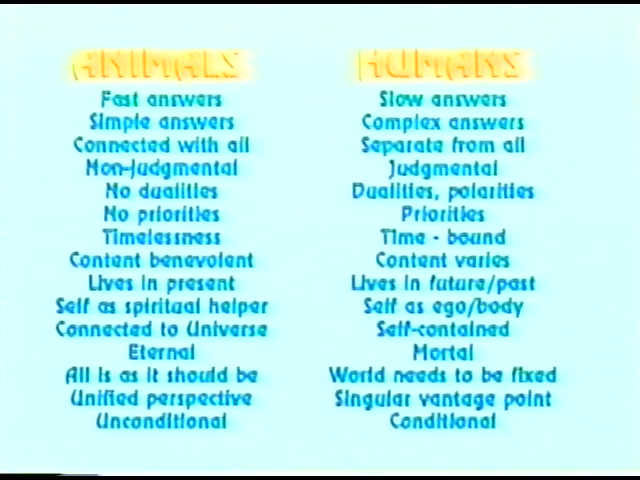 ANIMALS
Fast answers
Simple answers
Connected with all
Non-judgmental
No dualities
No priorities
Timelessness
Content benevolent
Lives in present
Self as spiritual helper
Connected to Universe
Eternal
All is as it should be
Unified perspective
Unconditional
HUMANS
Slow answers
Complex answers
Separate from all
Judgmental
Dualities, polarities
Priorities
Time - bound
Content varies
Lives in future/past
Self as ego/body
Self-contained
Mortal
World needs to be fixed
Singular vantage point
Conditional